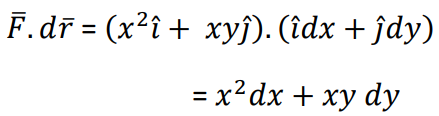 F̅.dr̅ = (x²î + xyĵ).(îdx + ĵdy)
= x²dx + xy dy